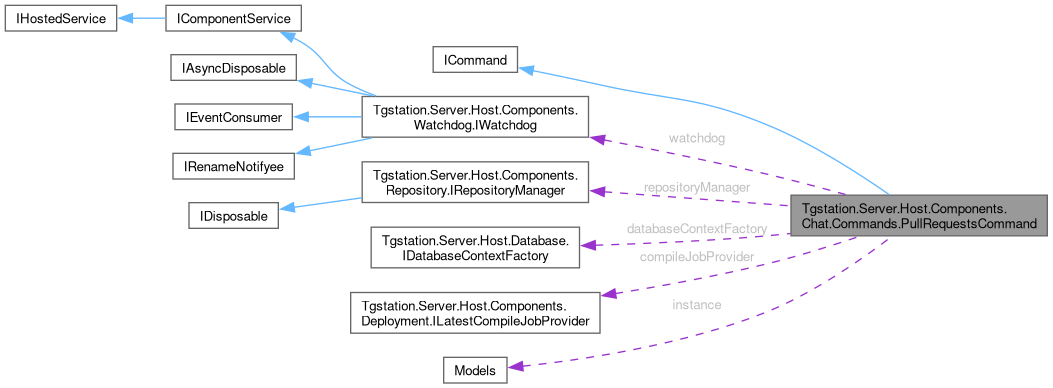 IHostedService
IComponentService
IAsyncDisposable
ICommand
IEventConsumer
Tgstation.Server.Host.Components.
Watchdog.IWatchdog
watchdog
IRenameNotifyee
Tgstation.Server.Host.Components.
Repository.IRepositoryManager
repositoryManager
IDisposable
Tgstation.Server.Host.Components.
Chat.Commands.PullRequestsCommand
Tgstation.Server.Host.Database.
IDatabaseContextFactory
databaseContextFactory
compileJobProvider
Tgstation.Server.Host.Components.
Deployment.ILatestCompileJobProvider
instance
Models